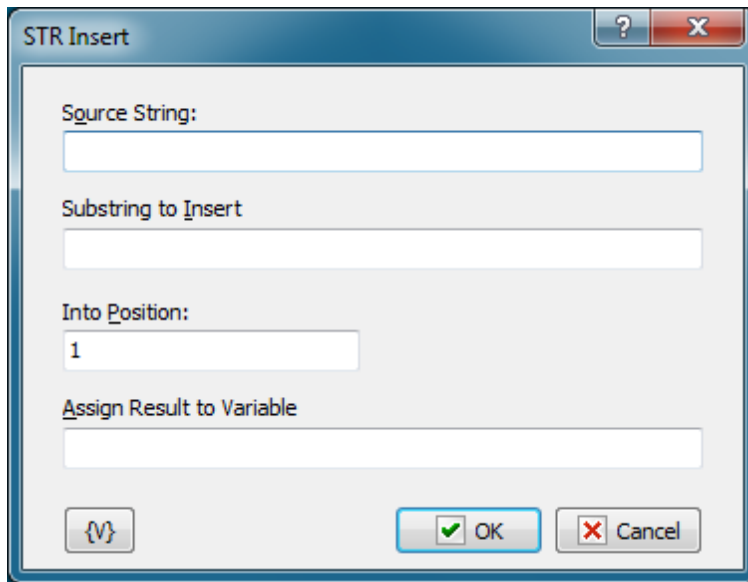 STR Insert
?
Source String:
Substring to Insert
Into Position:
1
Assign Result to Variable
{V}
OK
Cancel